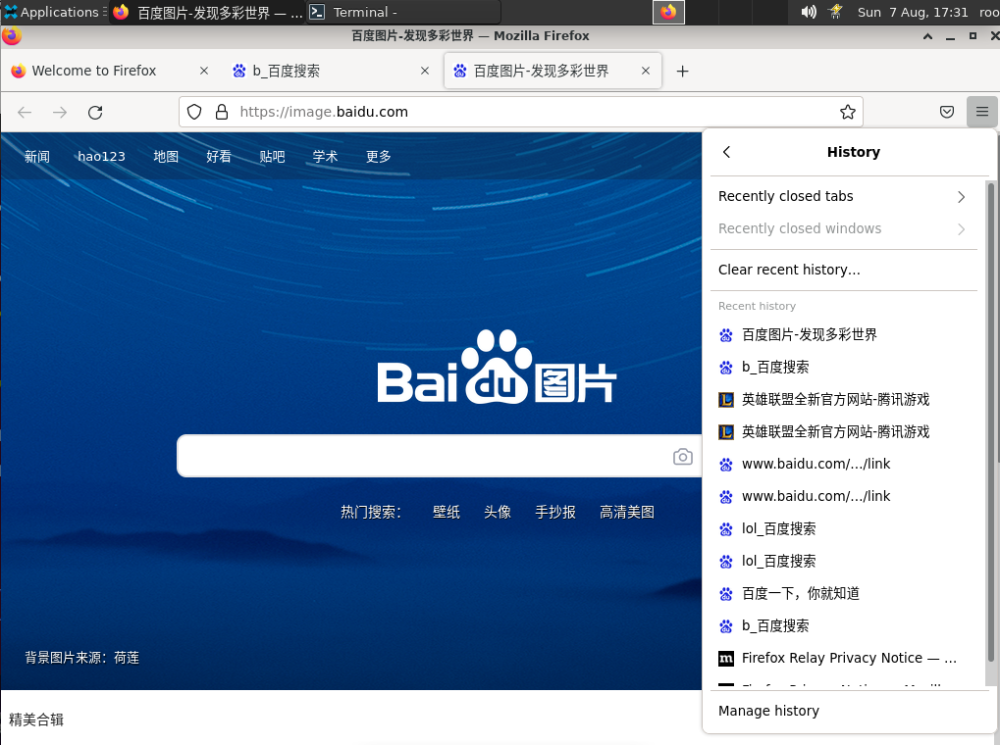 Applications
百度图片-发现多彩世界 — ...
Terminal -
Sun 7 Aug, 17:31 roo
百度图片-发现多彩世界 — Mozilla Firefox
Welcome to Firefox
b_百度搜索
百度图片-发现多彩世界
https://image.baidu.com
新闻 hao123 地图 好看 贴吧 学术 更多
Bai du 图片
热门搜索： 壁纸 头像 手抄报 高清美图
背景图片来源：荷莲
精美合辑
History
Recently closed tabs
Recently closed windows
Clear recent history…
Recent history
百度图片-发现多彩世界
b_百度搜索
英雄联盟全新官方网站-腾讯游戏
英雄联盟全新官方网站-腾讯游戏
www.baidu.com/…/link
www.baidu.com/…/link
lol_百度搜索
lol_百度搜索
百度一下，你就知道
b_百度搜索
Firefox Relay Privacy Notice — …
Manage history